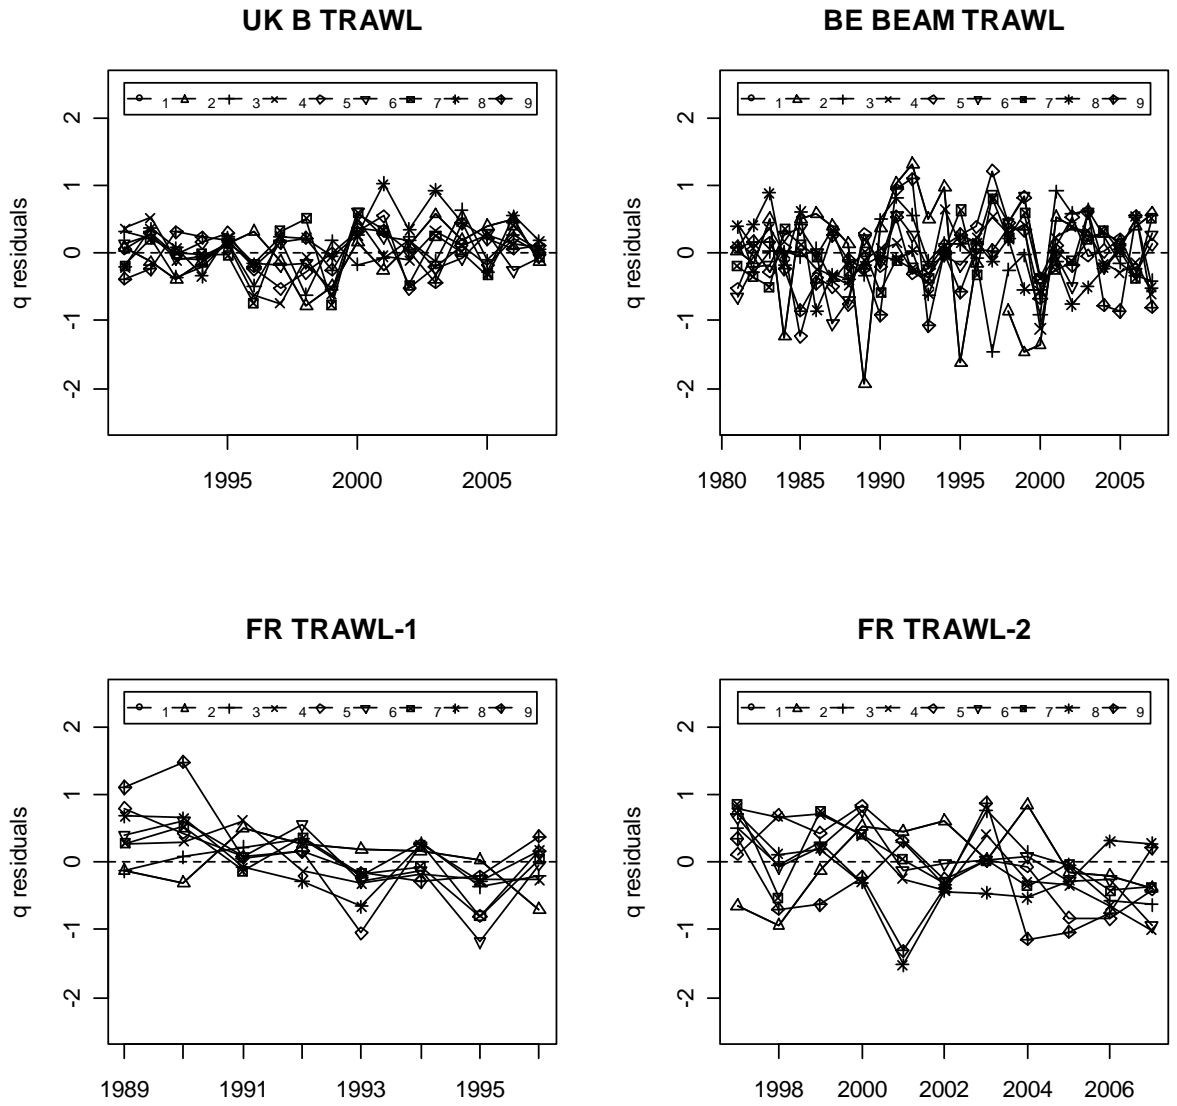 UK B TRAWL
1 2 3 4 5 6 7 8 9
q residuals
2
1
0
-1
-2
1995 2000 2005
BE BEAM TRAWL
1 2 3 4 5 6 7 8 9
q residuals
2
1
0
-1
-2
1980 1985 1990 1995 2000 2005
FR TRAWL-1
1 2 3 4 5 6 7 8 9
q residuals
2
1
0
-1
-2
1989 1991 1993 1995
FR TRAWL-2
1 2 3 4 5 6 7 8 9
q residuals
2
1
0
-1
-2
1998 2000 2002 2004 2006